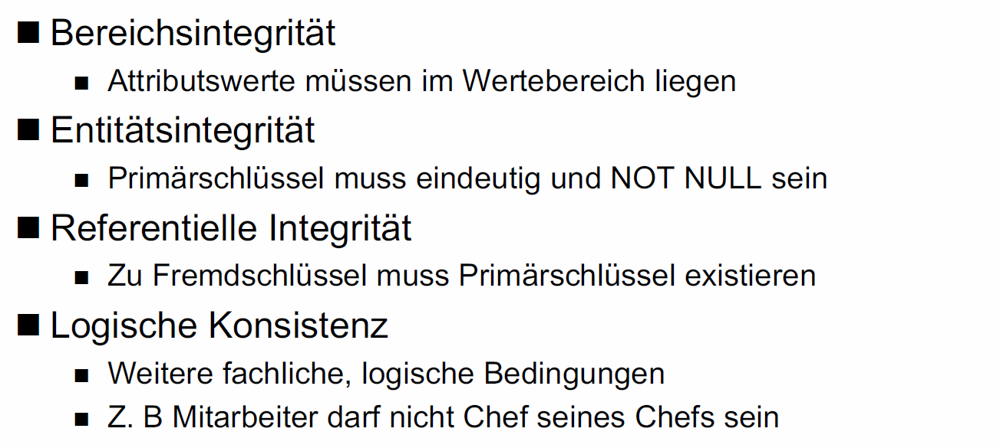 Bereichsintegrität
Attributswerte müssen im Wertebereich liegen
Entitätsintegrität
Primärschlüssel muss eindeutig und NOT NULL sein
Referentielle Integrität
Zu Fremdschlüssel muss Primärschlüssel existieren
Logische Konsistenz
Weitere fachliche, logische Bedingungen
Z. B Mitarbeiter darf nicht Chef seines Chefs sein